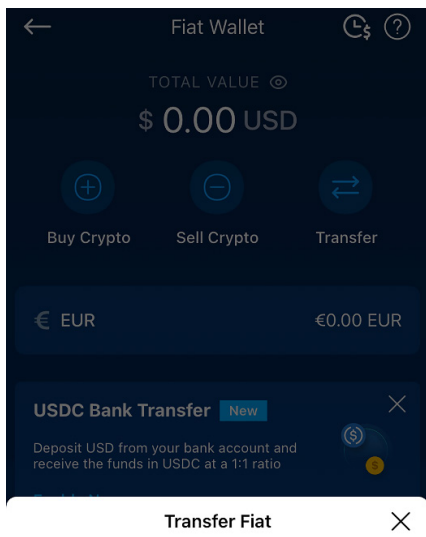 Fiat Wallet
TOTAL VALUE
$ 0.00 USD
Buy Crypto
Sell Crypto
Transfer
€ EUR
€0.00 EUR
USDC Bank Transfer New
Deposit USD from your bank account and
receive the funds in USDC at a 1:1 ratio
Transfer Fiat